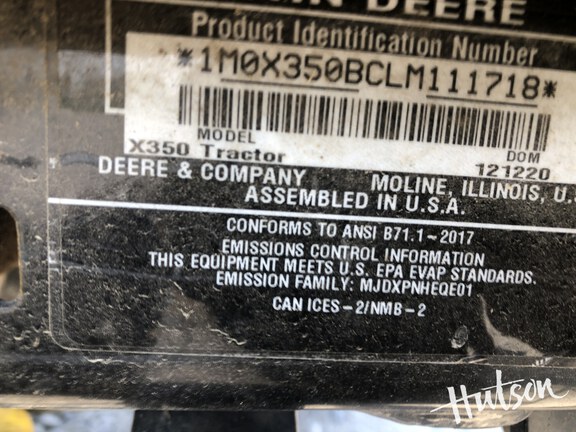 DEERE
Product Identification Number
*1M0X350BCLM111718*
MODEL
X350 Tractor
DOM
121220
DEERE & COMPANY MOLINE, ILLINOIS, U.S
ASSEMBLED IN U.S.A.
CONFORMS TO ANSI B71.1-2017
EMISSIONS CONTROL INFORMATION
THIS EQUIPMENT MEETS U.S. EPA EVAP STANDARDS.
EMISSION FAMILY: MJDXPNHEQE01
CAN ICES-2/NMB-2
Hutson